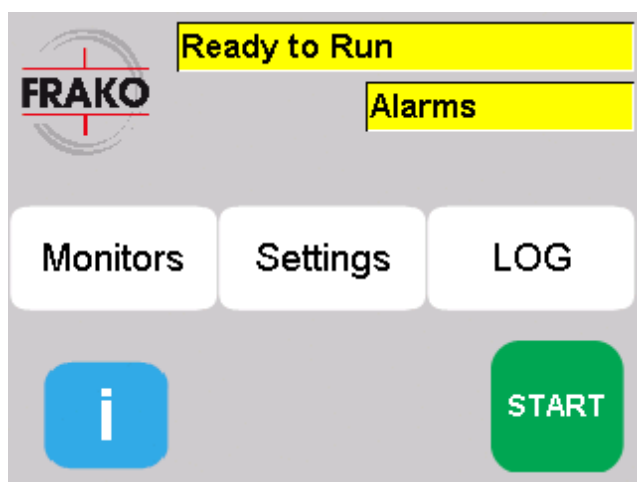 Ready to Run
FRAKO
Alarms
Monitors
Settings
LOG
i
START